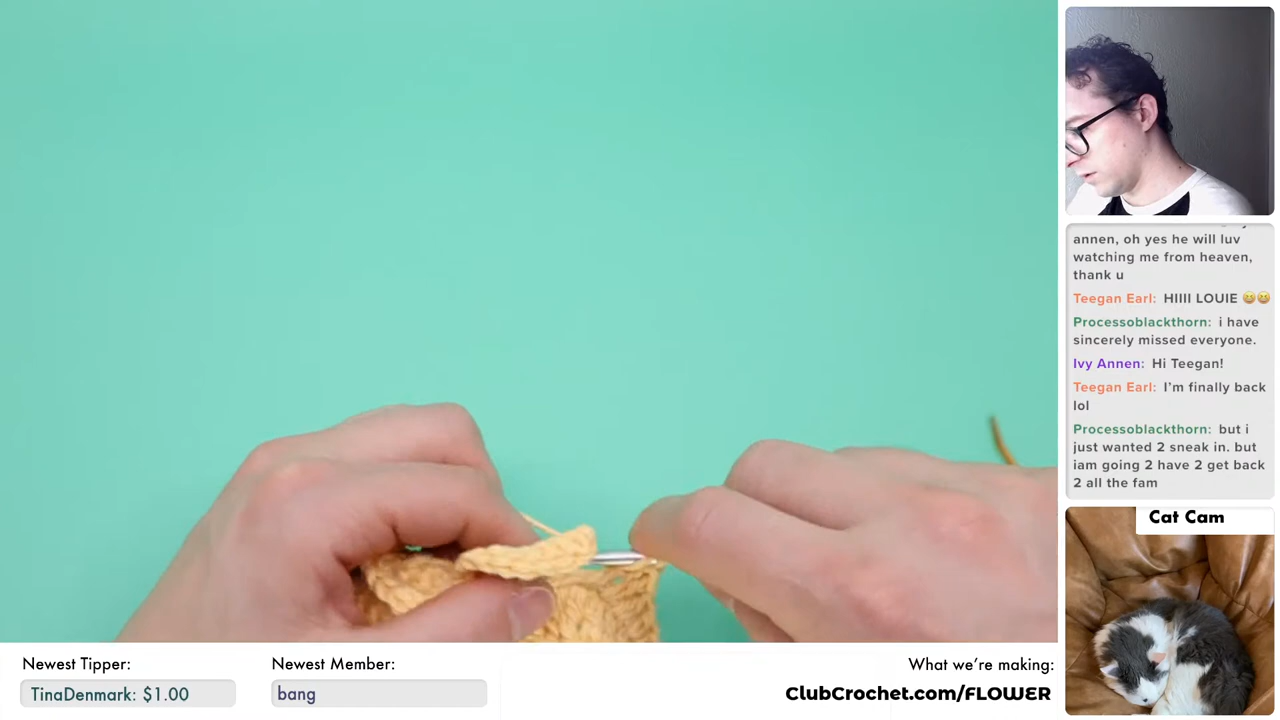 annen, oh yes he will luv
watching me from heaven,
thank u
Teegan Earl: HIIII LOUIE 😆😆
Processoblackthorn: i have
sincerely missed everyone.
Ivy Annen: Hi Teegan!
Teegan Earl: I'm finally back
lol
Processoblackthorn: but i
just wanted 2 sneak in. but
iam going 2 have 2 get back
2 all the fam
Cat Cam
Newest Tipper:
TinaDenmark: $1.00
Newest Member:
bang
What we're making:
ClubCrochet.com/FLOWER